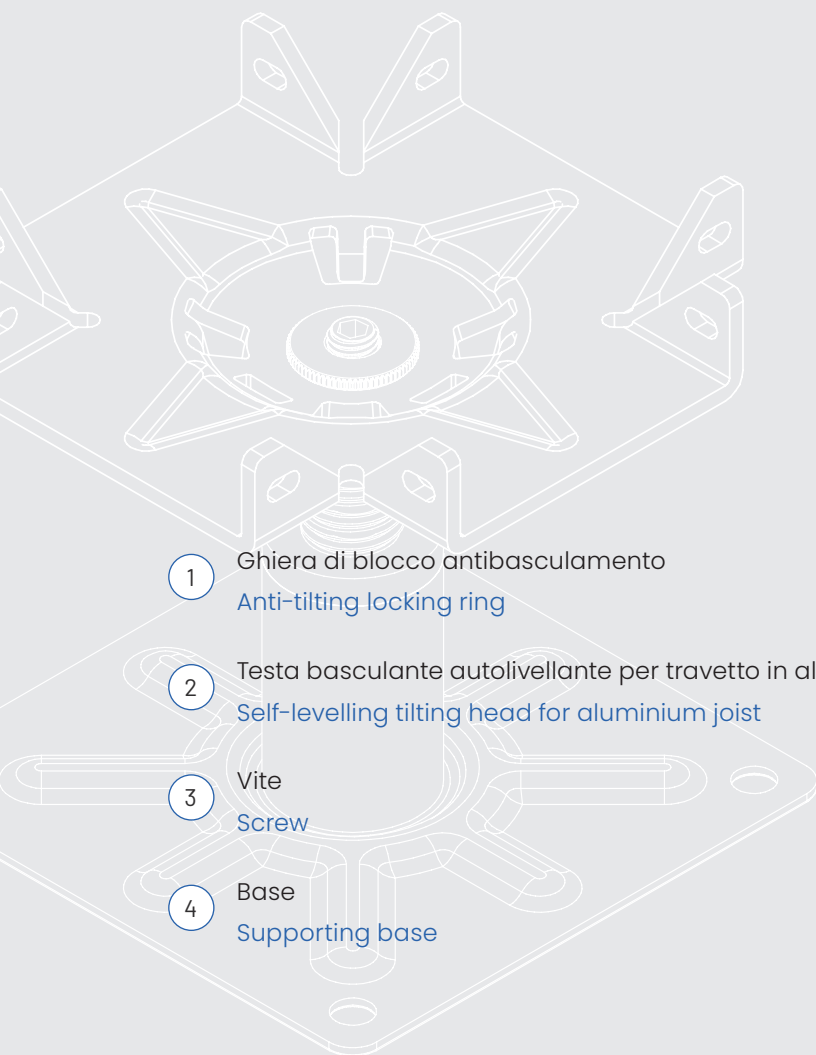 1
Ghiera di blocco antibasculamento
Anti-tilting locking ring
2
Testa basculante autolivellante per travetto in al
Self-levelling tilting head for aluminium joist
3
Vite
Screw
4
Base
Supporting base